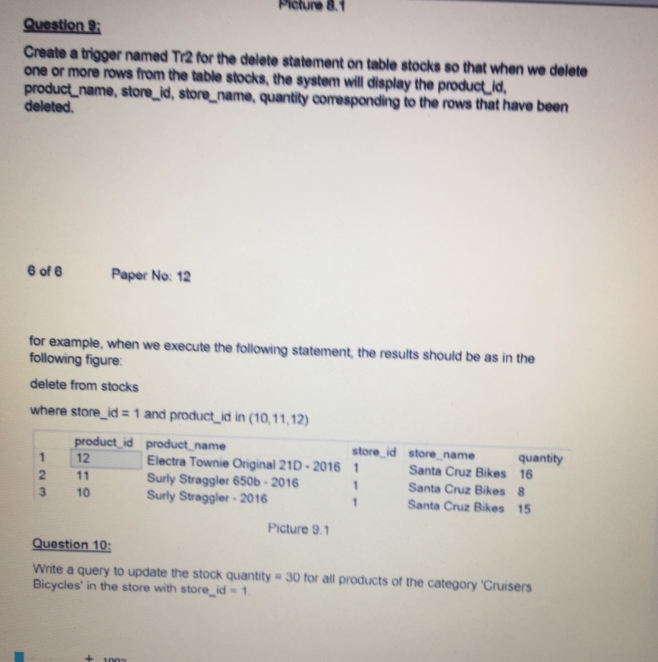 Picture 8.1
Question 9:
Create a trigger named Tr2 for the delete statement on table stocks so that when we delete
one or more rows from the table stocks, the system will display the product_id,
product_name, store_id, store_name, quantity corresponding to the rows that have been
deleted.
6 of 6 Paper No: 12
for example, when we execute the following statement, the results should be as in the
following figure:
delete from stocks
where store_id = 1 and product_id in (10,11,12)
product_id product_name store_id store_name quantity
1 12 Electra Townie Original 21D - 2016 1 Santa Cruz Bikes 16
2 11 Surly Straggler 650b - 2016 1 Santa Cruz Bikes 8
3 10 Surly Straggler - 2016 1 Santa Cruz Bikes 15
Picture 9.1
Question 10:
Write a query to update the stock quantity = 30 for all products of the category 'Cruisers
Bicycles' in the store with store_id = 1.
+ 100%